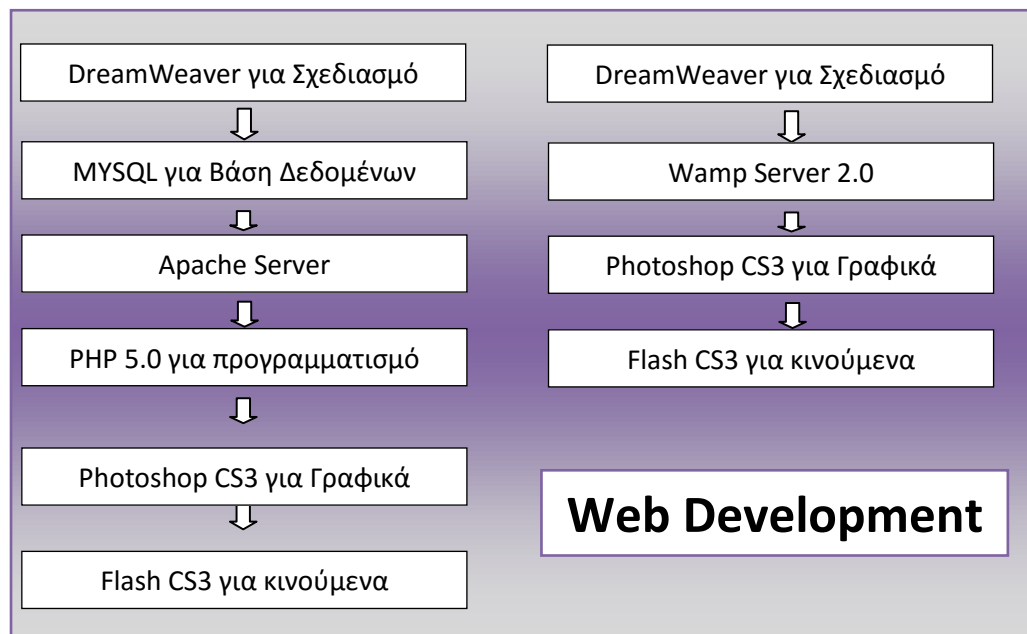 DreamWeaver για Σχεδιασμό
MYSQL για Βάση Δεδομένων
Apache Server
PHP 5.0 για προγραμματισμό
Photoshop CS3 για Γραφικά
Flash CS3 για κινούμενα
DreamWeaver για Σχεδιασμό
Wamp Server 2.0
Photoshop CS3 για Γραφικά
Flash CS3 για κινούμενα
Web Development